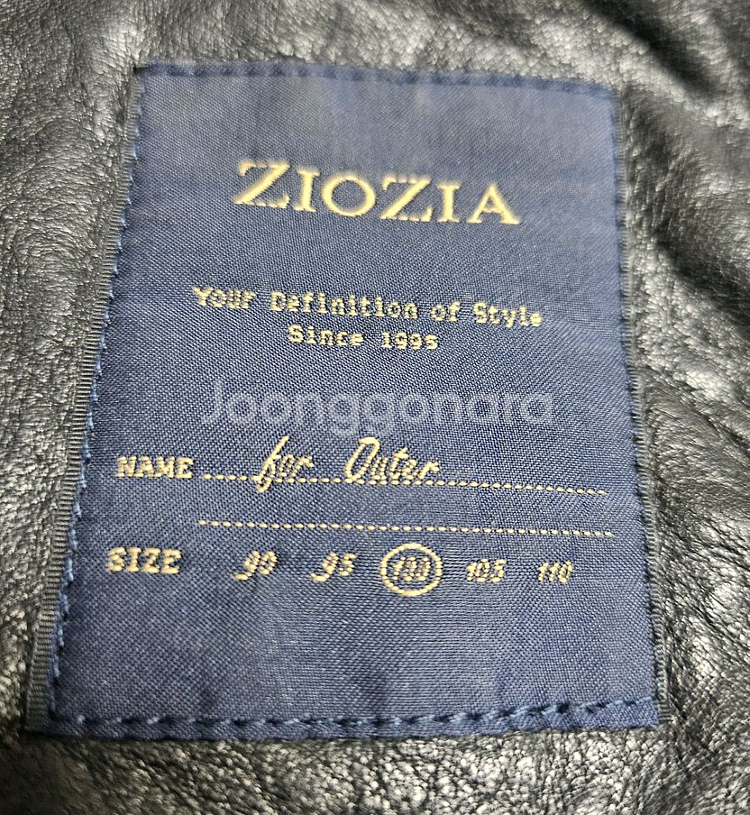 ZIOZIA
Your Definition of Style
Since 1995
Joonggonara
NAME for Outer
SIZE 90 95 100 105 110